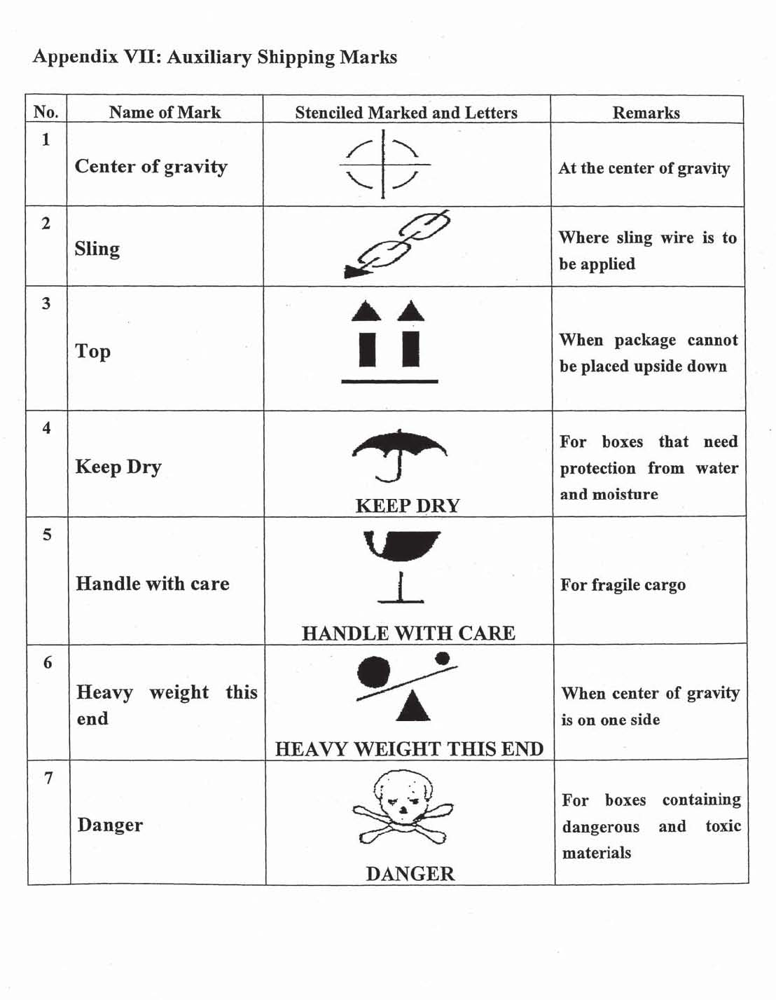 Appendix VII: Auxiliary Shipping Marks
No. Name of Mark Stenciled Marked and Letters Remarks
1
Center of gravity
At the center of gravity
2
Sling
Where sling wire is to
be applied
3
Top
When package cannot
be placed upside down
4
Keep Dry
KEEP DRY
For boxes that need
protection from water
and moisture
5
Handle with care
HANDLE WITH CARE
For fragile cargo
6
Heavy weight this
end
HEAVY WEIGHT THIS END
When center of gravity
is on one side
7
Danger
DANGER
For boxes containing
dangerous and toxic
materials